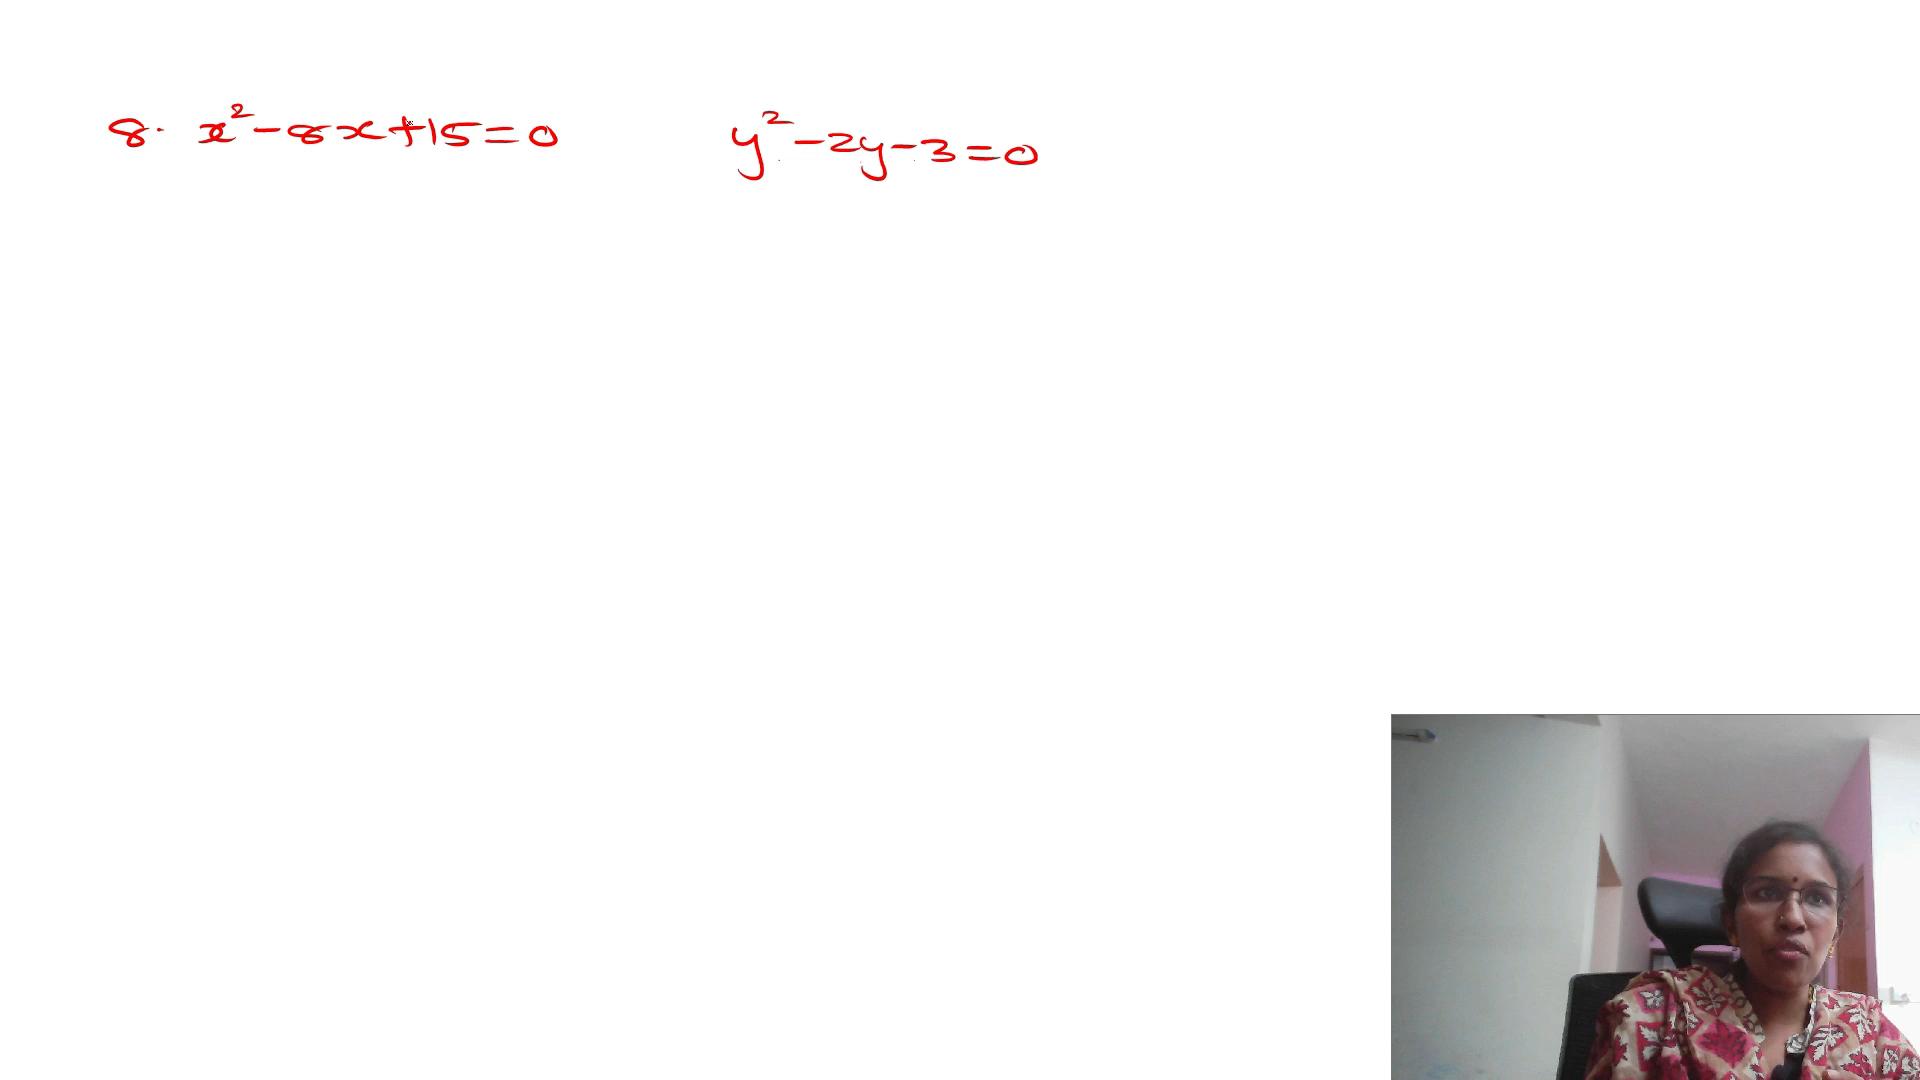 8. x² - 8x + 15 = 0
y² - 2y - 3 = 0